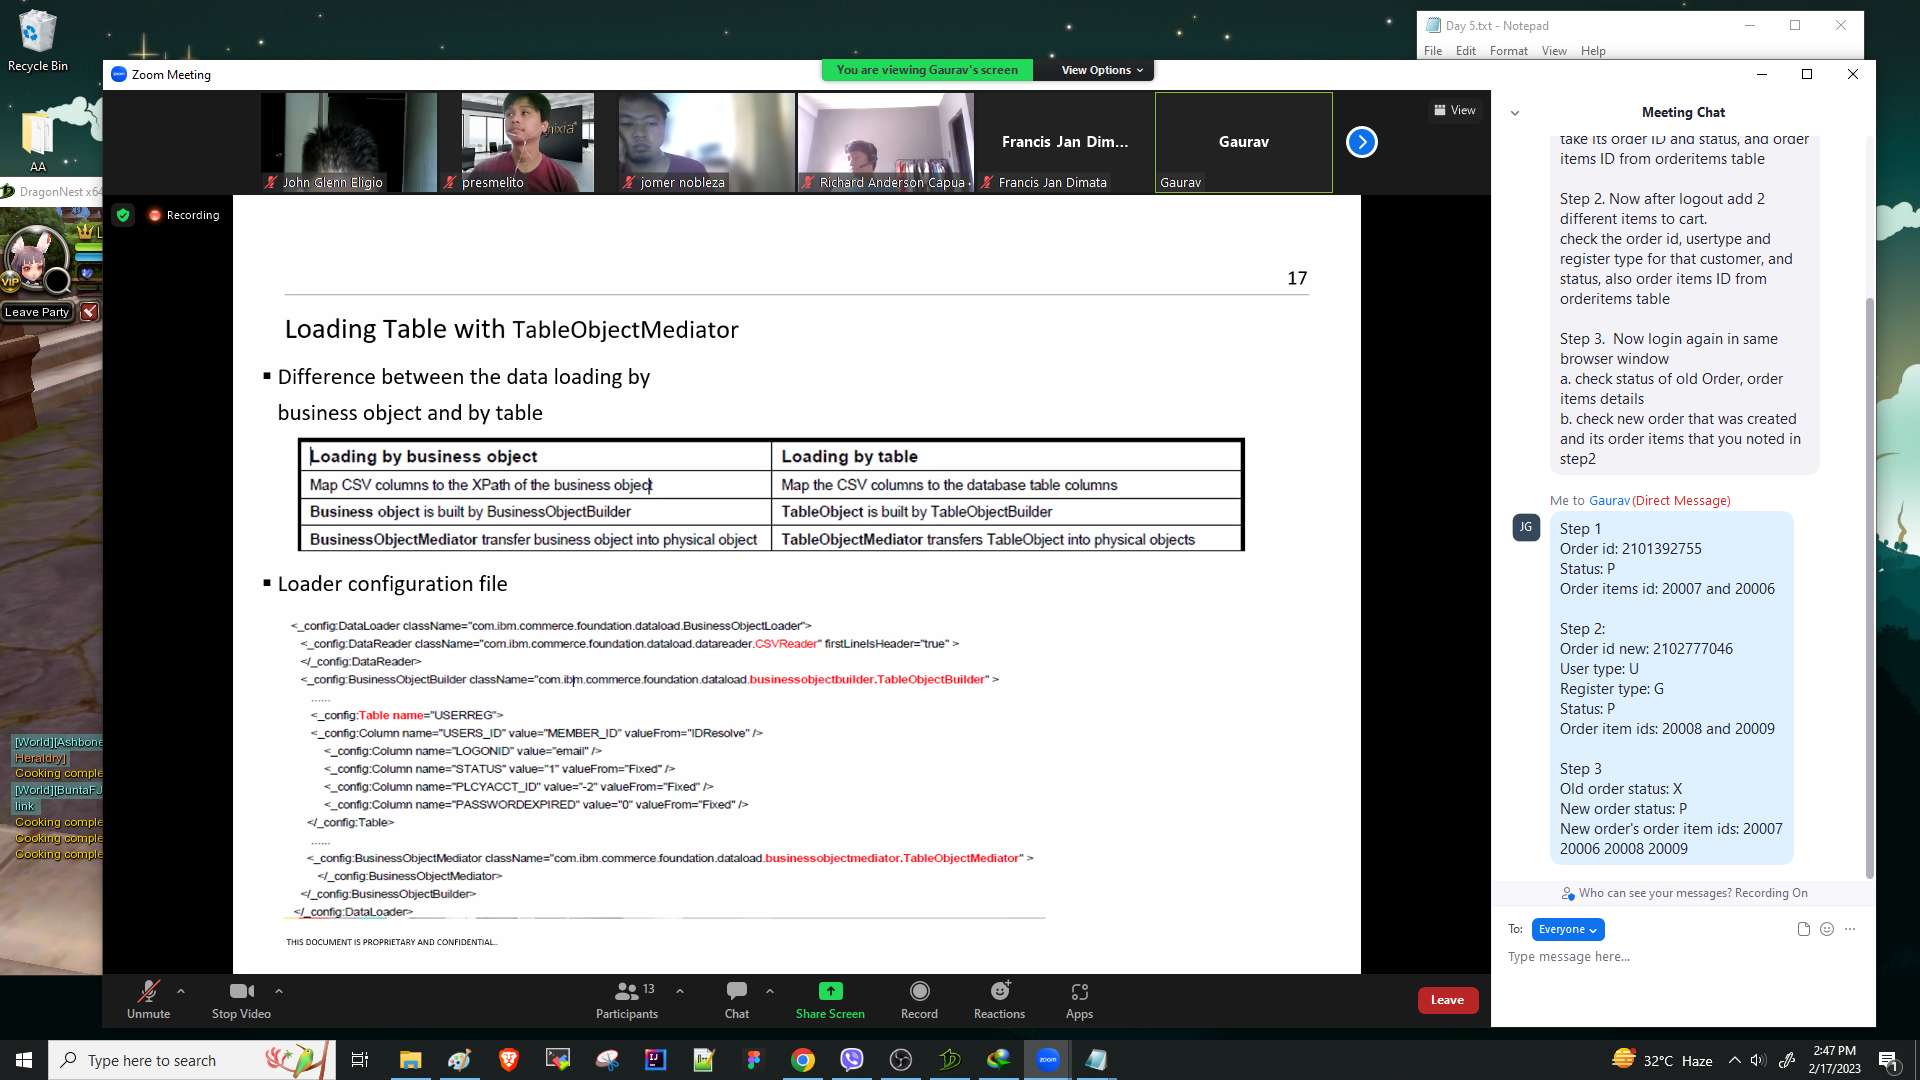 Recycle Bin
AA
DragonNest x64
VIP
Leave Party
[World][Ashbone
Heraldry]
Cooking comple
[World][BuntaFJ
link
Cooking comple
Cooking comple
Cooking comple
Day 5.txt - Notepad
File Edit Format View Help
Zoom Meeting
You are viewing Gaurav's screen
View Options
John Glenn Eligio
presmelito
jomer nobleza
Richard Anderson Capua
Francis Jan Dim...
Francis Jan Dimata
Gaurav
Gaurav
View
Recording
17
Loading Table with TableObjectMediator
▪ Difference between the data loading by
business object and by table
Loading by business object Loading by table
Map CSV columns to the XPath of the business object Map the CSV columns to the database table columns
Business object is built by BusinessObjectBuilder TableObject is built by TableObjectBuilder
BusinessObjectMediator transfer business object into physical object TableObjectMediator transfers TableObject into physical objects
▪ Loader configuration file
<_config:DataLoader className="com.ibm.commerce.foundation.dataload.BusinessObjectLoader">
<_config:DataReader className="com.ibm.commerce.foundation.dataload.datareader.CSVReader" firstLineIsHeader="true" >
</_config:DataReader>
<_config:BusinessObjectBuilder className="com.ibm.commerce.foundation.dataload.businessobjectbuilder.TableObjectBuilder" >
......
<_config:Table name="USERREG">
<_config:Column name="USERS_ID" value="MEMBER_ID" valueFrom="IDResolve" />
<_config:Column name="LOGONID" value="email" />
<_config:Column name="STATUS" value="1" valueFrom="Fixed" />
<_config:Column name="PLCYACCT_ID" value="-2" valueFrom="Fixed" />
<_config:Column name="PASSWORDEXPIRED" value="0" valueFrom="Fixed" />
</_config:Table>
......
<_config:BusinessObjectMediator className="com.ibm.commerce.foundation.dataload.businessobjectmediator.TableObjectMediator" >
</_config:BusinessObjectMediator>
</_config:BusinessObjectBuilder>
</_config:DataLoader>
THIS DOCUMENT IS PROPRIETARY AND CONFIDENTIAL..
Unmute
Stop Video
Participants 13
Chat
Share Screen
Record
Reactions
Apps
Leave
Meeting Chat
take its order ID and status, and order
items ID from orderitems table
Step 2. Now after logout add 2
different items to cart.
check the order id, usertype and
register type for that customer, and
status, also order items ID from
orderitems table
Step 3. Now login again in same
browser window
a. check status of old Order, order
items details
b. check new order that was created
and its order items that you noted in
step2
Me to Gaurav (Direct Message)
JG
Step 1
Order id: 2101392755
Status: P
Order items id: 20007 and 20006
Step 2:
Order id new: 2102777046
User type: U
Register type: G
Status: P
Order item ids: 20008 and 20009
Step 3
Old order status: X
New order status: P
New order's order item ids: 20007
20006 20008 20009
Who can see your messages? Recording On
To: Everyone
Type message here...
Type here to search
zoom
32°C Haze
2:47 PM
2/17/2023
1